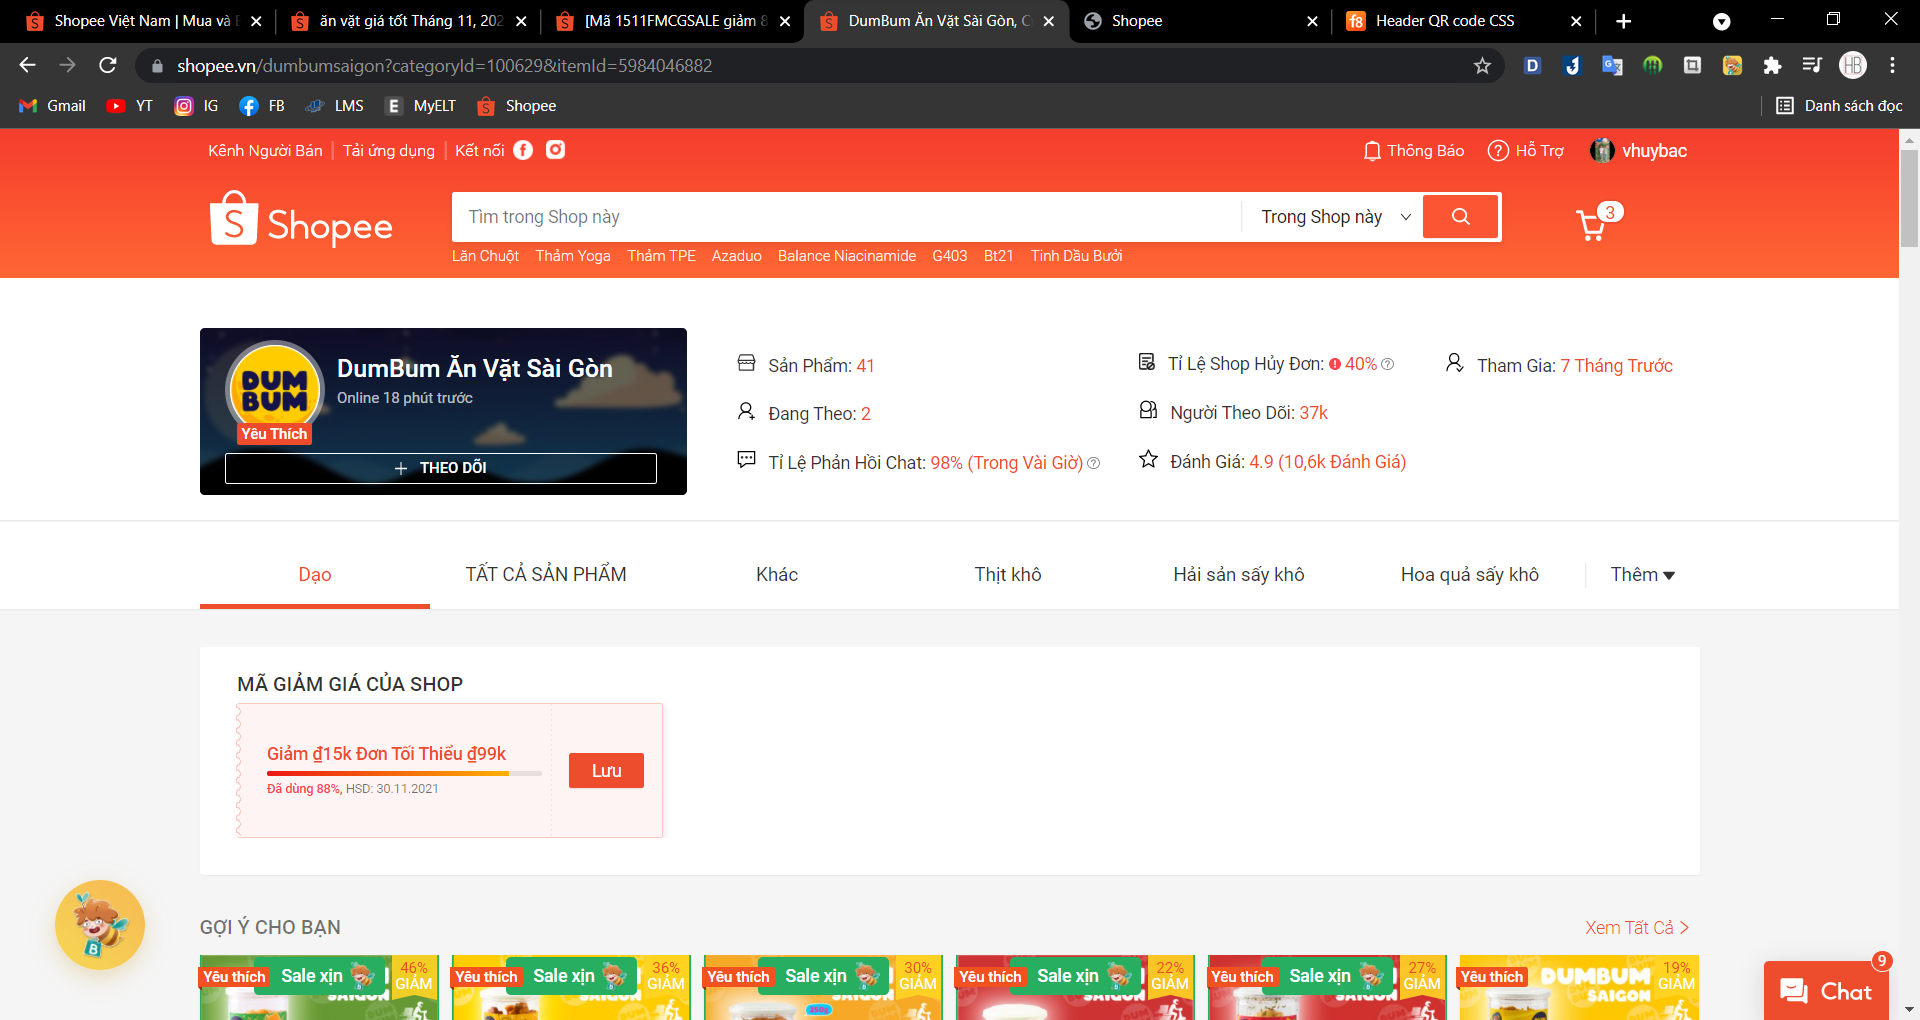 Shopee Việt Nam | Mua và B
ăn vặt giá tốt Tháng 11, 202
[Mã 1511FMCGSALE giảm 8
DumBum Ăn Vặt Sài Gòn, C
Shopee
f8 Header QR code CSS
shopee.vn/dumbumsaigon?categoryId=100629&itemId=5984046882
Gmail YT IG FB LMS MyELT Shopee Danh sách đọc
Kênh Người Bán Tải ứng dụng Kết nối Thông Báo Hỗ Trợ vhuybac
Shopee
Tìm trong Shop này
Trong Shop này
3
Lăn Chuột Thảm Yoga Thảm TPE Azaduo Balance Niacinamide G403 Bt21 Tinh Dầu Bưởi
DUM BUM
Yêu Thích
DumBum Ăn Vặt Sài Gòn
Online 18 phút trước
THEO DÕI
Sản Phẩm: 41
Tỉ Lệ Shop Hủy Đơn: 40%
Tham Gia: 7 Tháng Trước
Đang Theo: 2
Người Theo Dõi: 37k
Tỉ Lệ Phản Hồi Chat: 98% (Trong Vài Giờ)
Đánh Giá: 4.9 (10,6k Đánh Giá)
Dạo TẤT CẢ SẢN PHẨM Khác Thịt khô Hải sản sấy khô Hoa quả sấy khô Thêm
MÃ GIẢM GIÁ CỦA SHOP
Giảm ₫15k Đơn Tối Thiểu ₫99k
Đã dùng 88%, HSD: 30.11.2021
Lưu
GỢI Ý CHO BẠN
Xem Tất Cả
Yêu thích Sale xịn 46% GIẢM
Yêu thích Sale xịn 36% GIẢM
Yêu thích Sale xịn 30% GIẢM
Yêu thích Sale xịn 22% GIẢM
Yêu thích Sale xịn 27% GIẢM
Yêu thích DUMBUM SAIGON 19% GIẢM
Chat
9